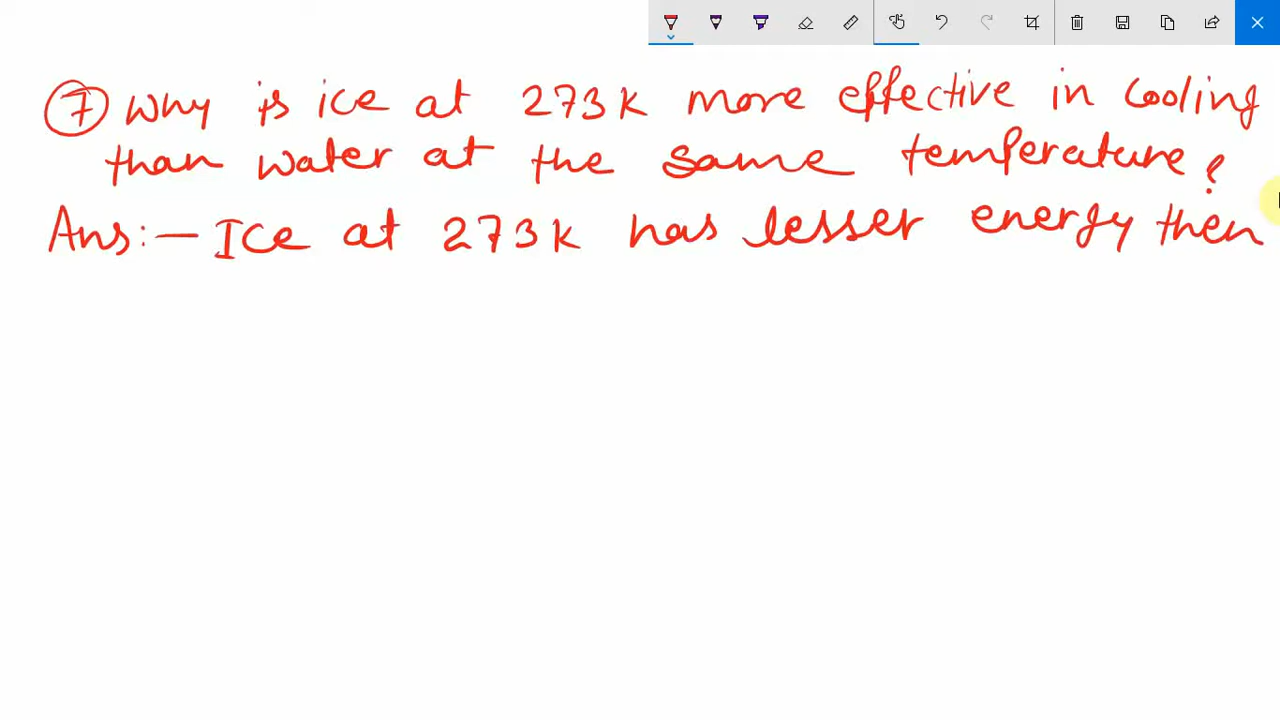 7 Why is ice at 273K more effective in cooling
than water at the same temperature?
Ans:- Ice at 273K has lesser energy then